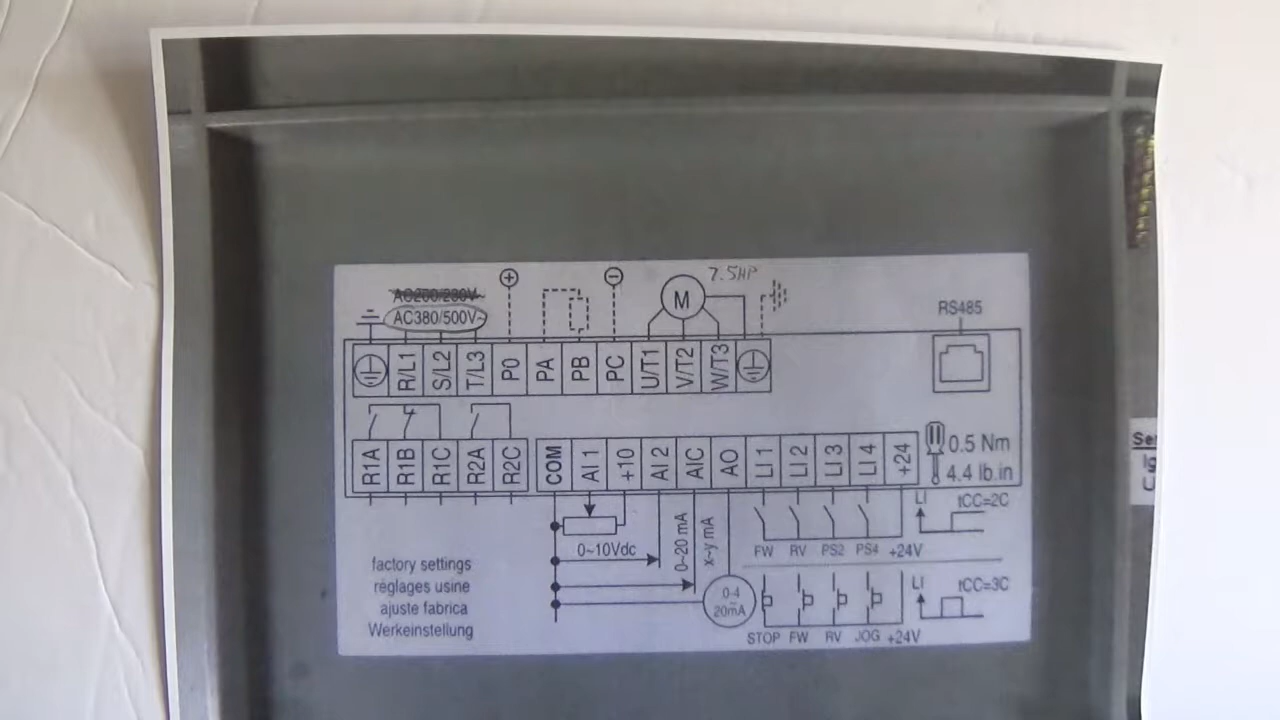 7.5HP
AC200/230V~
AC380/500V~
M
RS485
R/L1 S/L2 T/L3 P0 PA PB PC U/T1 V/T2 W/T3
R1A R1B R1C R2A R2C COM AI 1 +10 AI 2 AIC AO LI 1 LI 2 LI 3 LI 4 +24
0.5 Nm
4.4 lb.in
LI tCC=2C
0~10Vdc
0~20 mA
x~y mA
FW RV PS2 PS4 +24V
factory settings
réglages usine
ajuste fabrica
Werkeinstellung
0-4
20mA
LI tCC=3C
STOP FW RV JOG +24V